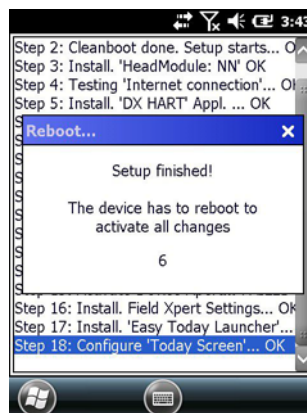 3:43
Step 2: Cleanboot done. Setup starts... O
Step 3: Install. 'HeadModule: NN' OK
Step 4: Testing 'Internet connection'... O
Step 5: Install. 'DX HART' Appl. ... OK
Reboot...
Setup finished!
The device has to reboot to
activate all changes
6
Step 16: Install. Field Xpert Settings... OK
Step 17: Install. 'Easy Today Launcher'...
Step 18: Configure 'Today Screen'... OK